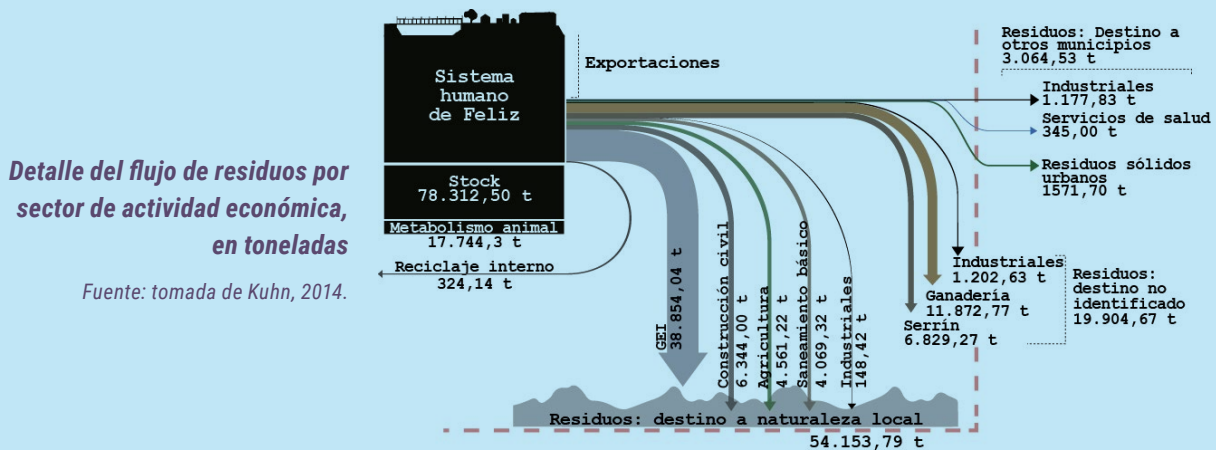 Detalle del flujo de residuos por
sector de actividad económica,
en toneladas
Fuente: tomada de Kuhn, 2014.
Sistema
humano
de Feliz
Stock
78.312,50 t
Metabolismo animal
17.744,3 t
Reciclaje interno
324,14 t
Exportaciones
Residuos: Destino a
otros municipios
3.064,53 t
Industriales
1.177,83 t
Servicios de salud
345,00 t
Residuos sólidos
urbanos
1571,70 t
Industriales
1.202,63 t
Ganadería
11.872,77 t
Serrín
6.829,27 t
Residuos:
destino no
identificado
19.904,67 t
GEI
38.854,04 t
Construcción civil
6.344,00 t
Agricultura
4.561,22 t
Saneamiento básico
4.069,32 t
Industriales
148,42 t
Residuos: destino a naturaleza local
54.153,79 t